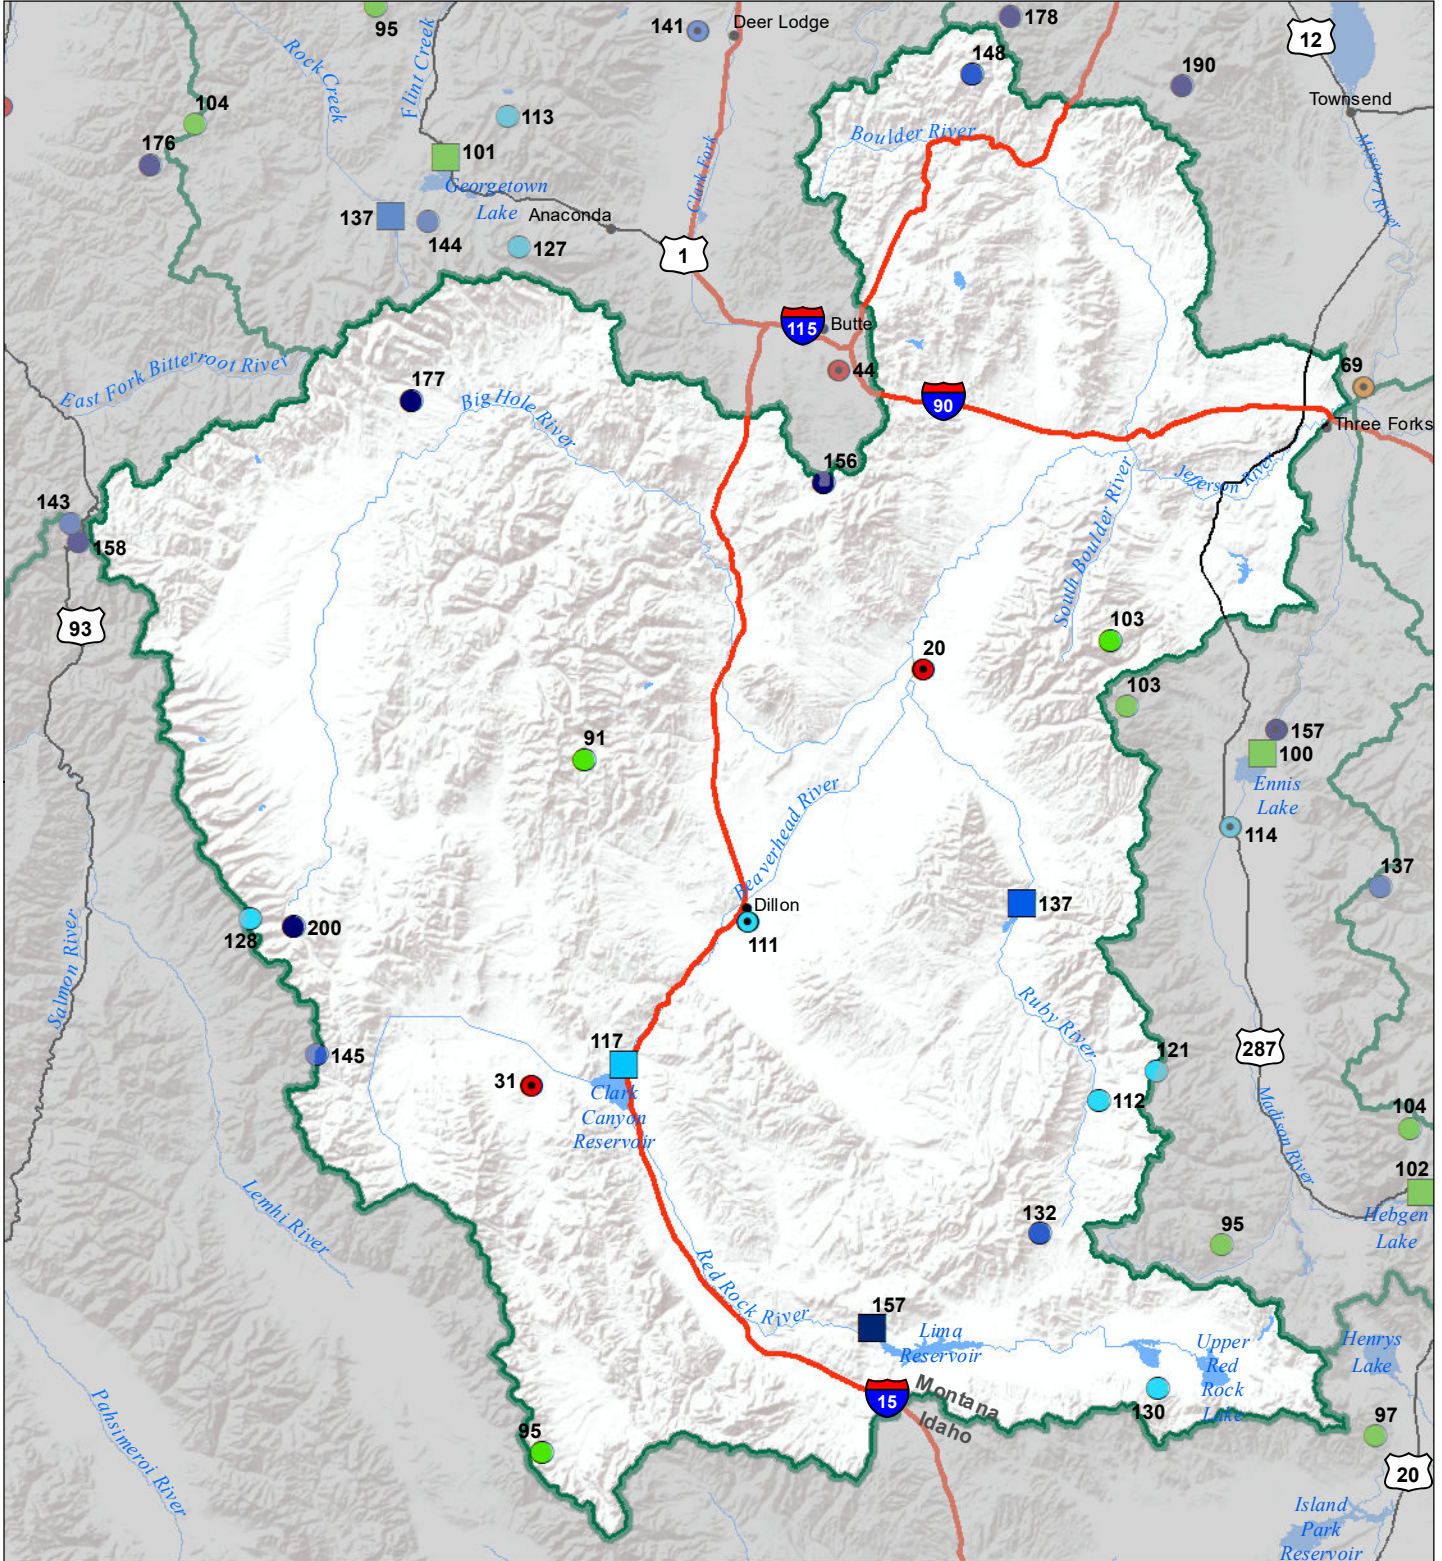 95
141
Deer Lodge
178
12
148
190
Townsend
Rock Creek
Flint Creek
104
113
176
101
Georgetown
Lake
Clark Fork
Boulder River
Missouri River
137
144
127
Anaconda
1
115
Butte
44
90
69
Three Forks
East Fork Bitterroot River
177
Big Hole River
156
Jefferson River
South Boulder River
143
158
93
103
20
103
91
157
100
Ennis
Lake
114
137
Beaverhead River
Dillon
111
137
128
200
Salmon River
Ruby River
145
117
31
Clark
Canyon
Reservoir
287
121
112
Madison River
104
102
Hebgen
Lake
Lemhi River
132
95
Red Rock River
157
Lima
Reservoir
Upper
Red
Rock
Lake
Henrys
Lake
15
Montana
Idaho
130
95
97
20
Pahsimeroi River
Island
Park
Reservoir